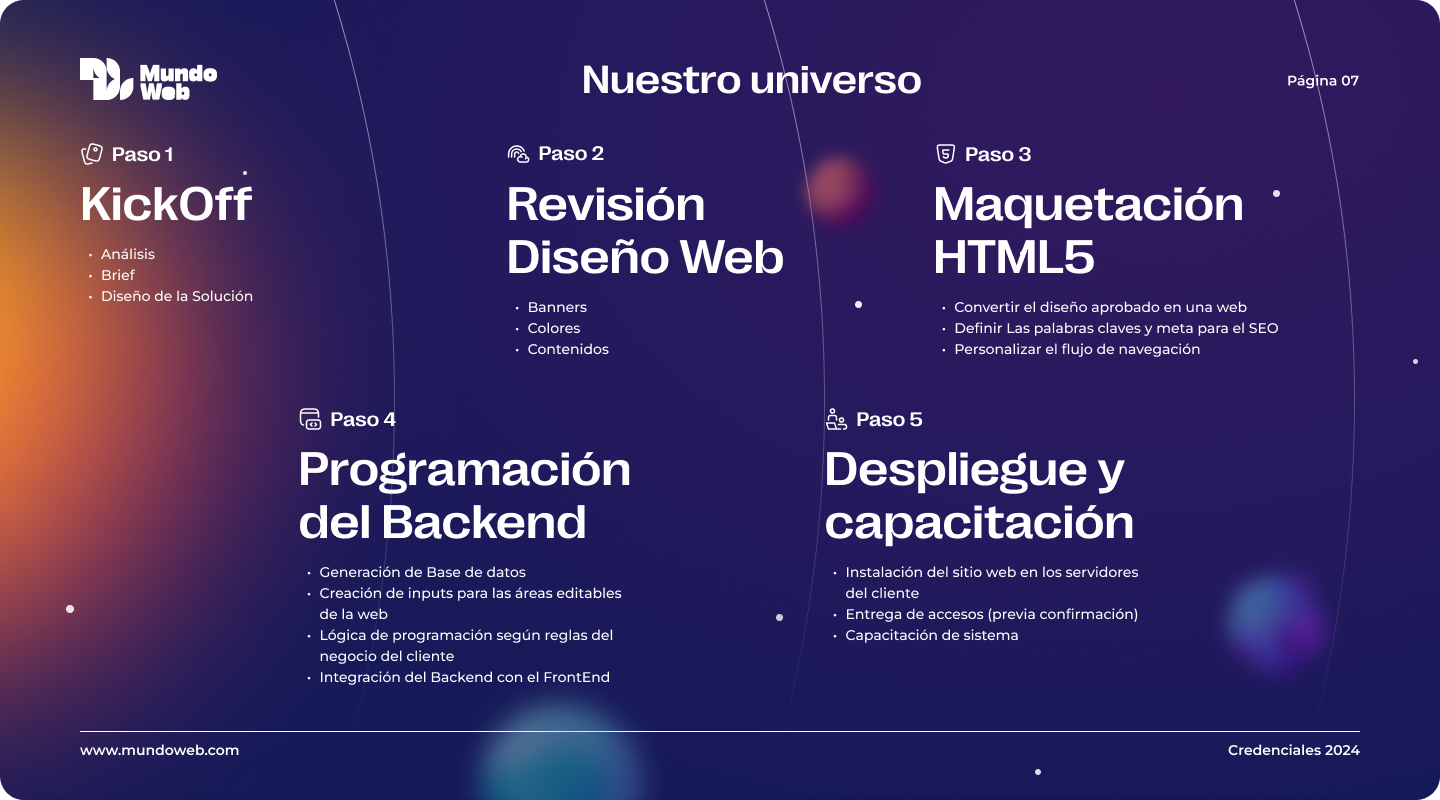 Mundo
Web
Nuestro universo
Página 07
Paso 1
KickOff
• Análisis
• Brief
• Diseño de la Solución
Paso 2
Revisión
Diseño Web
• Banners
• Colores
• Contenidos
Paso 3
Maquetación
HTML5
• Convertir el diseño aprobado en una web
• Definir Las palabras claves y meta para el SEO
• Personalizar el flujo de navegación
Paso 4
Programación
del Backend
• Generación de Base de datos
• Creación de inputs para las áreas editables
de la web
• Lógica de programación según reglas del
negocio del cliente
• Integración del Backend con el FrontEnd
Paso 5
Despliegue y
capacitación
• Instalación del sitio web en los servidores
del cliente
• Entrega de accesos (previa confirmación)
• Capacitación de sistema
www.mundoweb.com
Credenciales 2024